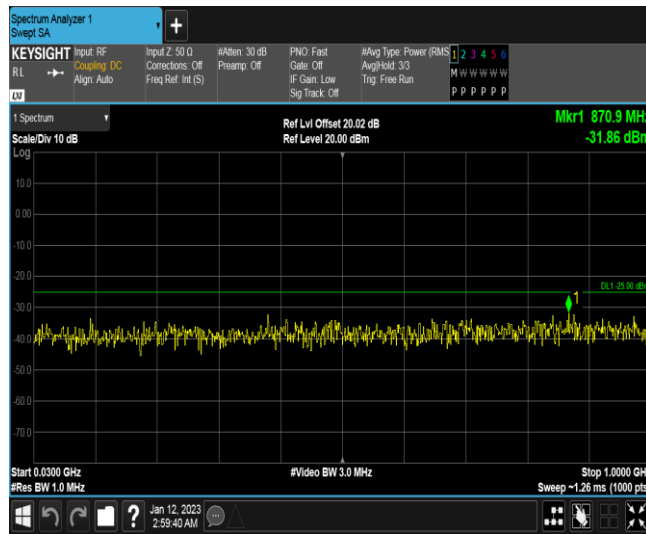 Spectrum Analyzer 1
Swept SA
+
KEYSIGHT
RL
LXI
Input: RF
Coupling: DC
Align: Auto
Input Z: 50 Ω
Corrections: Off
Freq Ref: Int (S)
#Atten: 30 dB
Preamp: Off
PNO: Fast
Gate: Off
IF Gain: Low
Sig Track: Off
#Avg Type: Power (RMS
Avg|Hold: 3/3
Trig: Free Run
1 2 3 4 5 6
M W W W W W
P P P P P P
1 Spectrum
Scale/Div 10 dB
Log
Ref Lvl Offset 20.02 dB
Ref Level 20.00 dBm
Mkr1 870.9 MHz
-31.86 dBm
10.0
0.00
-10.0
-20.0
DL1 -25.00 dBm
1
-30.0
-40.0
-50.0
-60.0
-70.0
Start 0.0300 GHz
#Res BW 1.0 MHz
#Video BW 3.0 MHz
Stop 1.0000 GH
Sweep ~1.26 ms (1000 pts)
?
Jan 12, 2023
2:59:40 AM